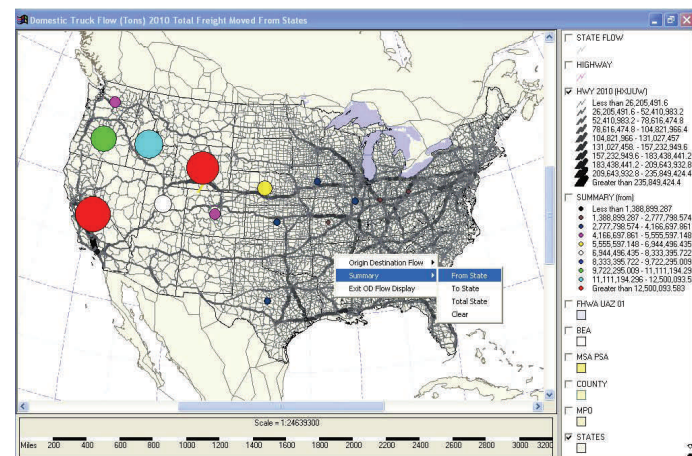 Domestic Truck Flow (Tons) 2010 Total Freight Moved From States
Origin Destination Flow
Summary
Exit OD Flow Display
From State
To State
Total State
Clear
Scale = 1:24639300
Miles 200 400 600 800 1000 1200 1400 1600 1800 2000 2200 2400 2600 2800 3000 3200
STATE FLOW
HIGHWAY
HWY 2010 (HXUUW)
Less than 26,205,491.6
26,205,491.6 - 52,410,983.2
52,410,983.2 - 78,616,474.8
78,616,474.8 - 104,821,966.4
104,821,966 - 131,027,457
131,027,458 - 157,232,949.6
157,232,949.6 - 183,438,441.2
183,438,441.2 - 209,643,932.8
209,643,932.8 - 235,849,424.4
Greater than 235,849,424.4
SUMMARY (from)
Less than 1,388,899.287
1,388,899.287 - 2,777,798.574
2,777,798.574 - 4,166,697.861
4,166,697.861 - 5,555,597.148
5,555,597.148 - 6,944,496.435
6,944,496.435 - 8,333,395.722
8,333,395.722 - 9,722,295.009
9,722,295.009 - 11,111,194.29
11,111,194.296 - 12,500,093.5
Greater than 12,500,093.583
FHWA UAZ 01
BEA
MSA PSA
COUNTY
MPO
STATES